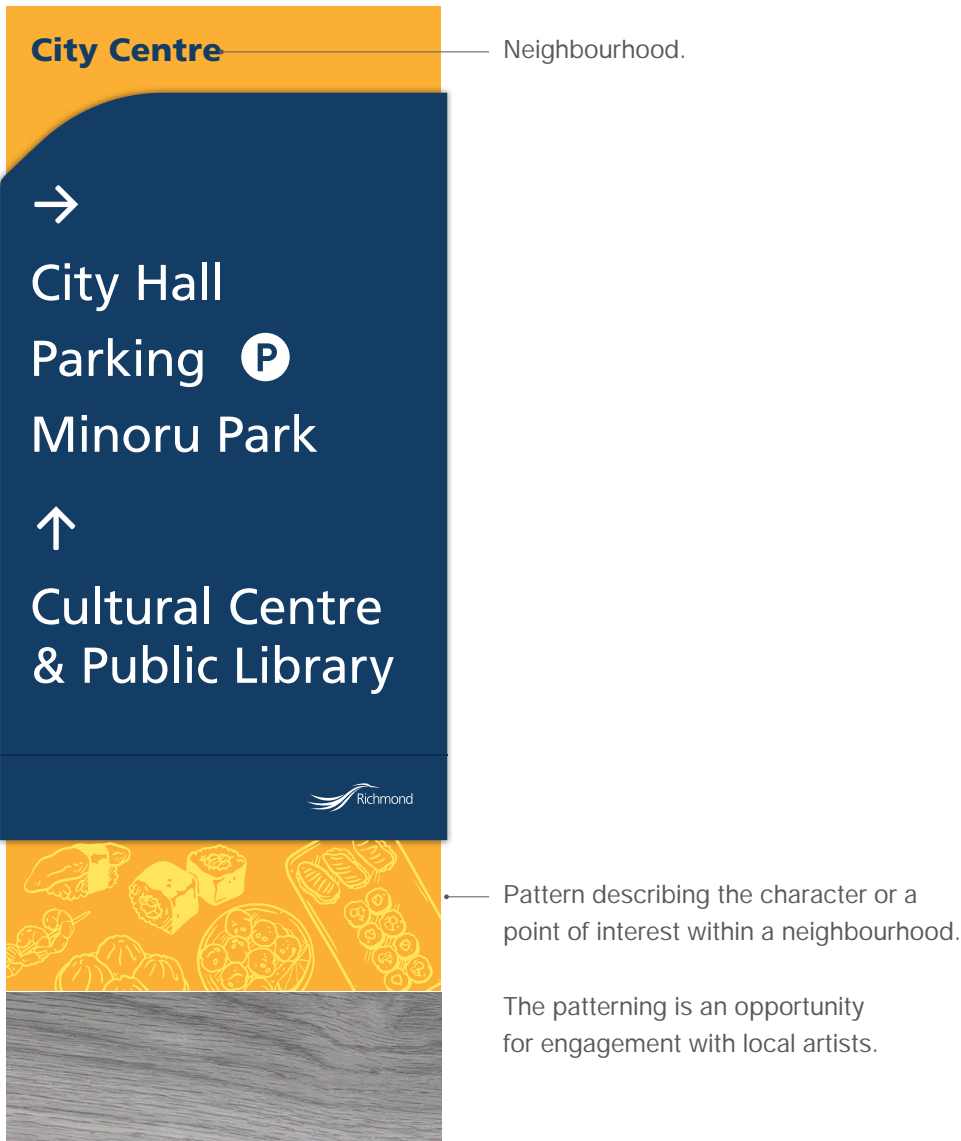 City Centre
Neighbourhood.
→
City Hall
Parking P
Minoru Park
↑
Cultural Centre
& Public Library
Richmond
Pattern describing the character or a
point of interest within a neighbourhood.
The patterning is an opportunity
for engagement with local artists.